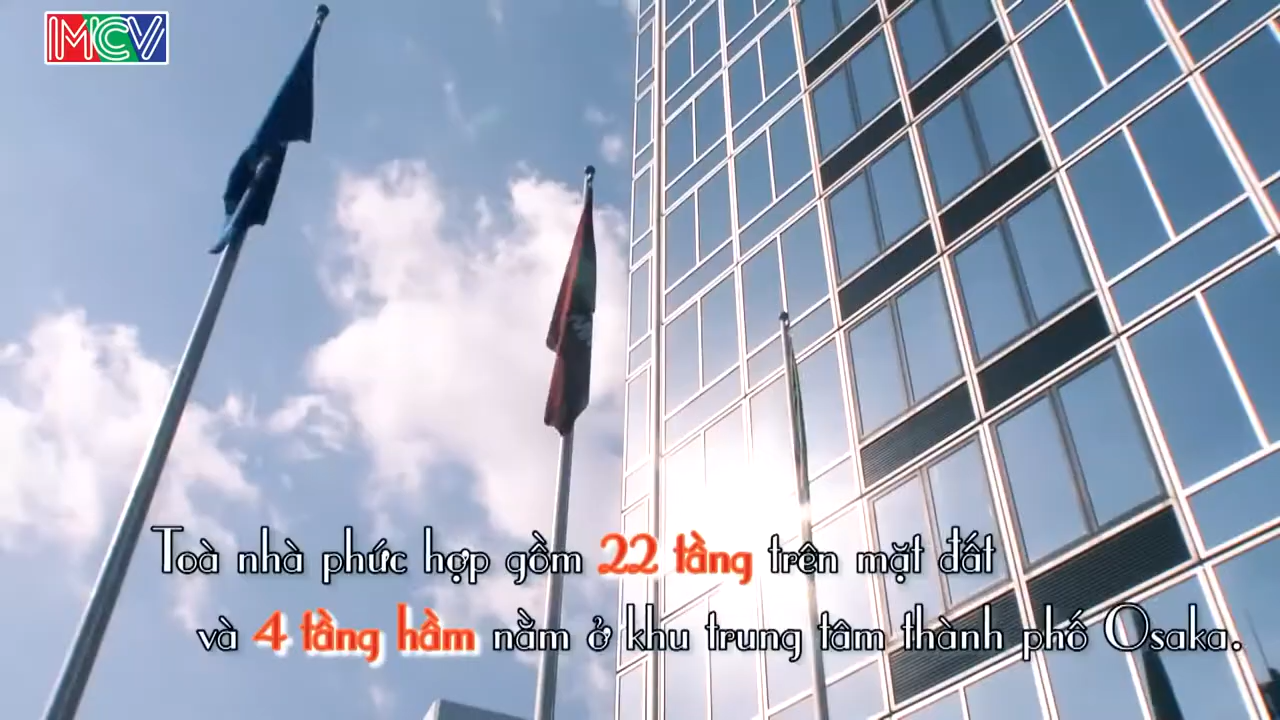 MCV
Toà nhà phức hợp gồm 22 tầng trên mặt đất
và 4 tầng hầm nằm ở khu trung tâm thành phố Osaka.